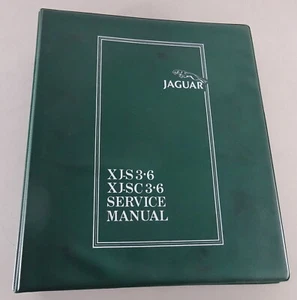 JAGUAR
XJ-S 3·6
XJ-SC 3·6
SERVICE
MANUAL